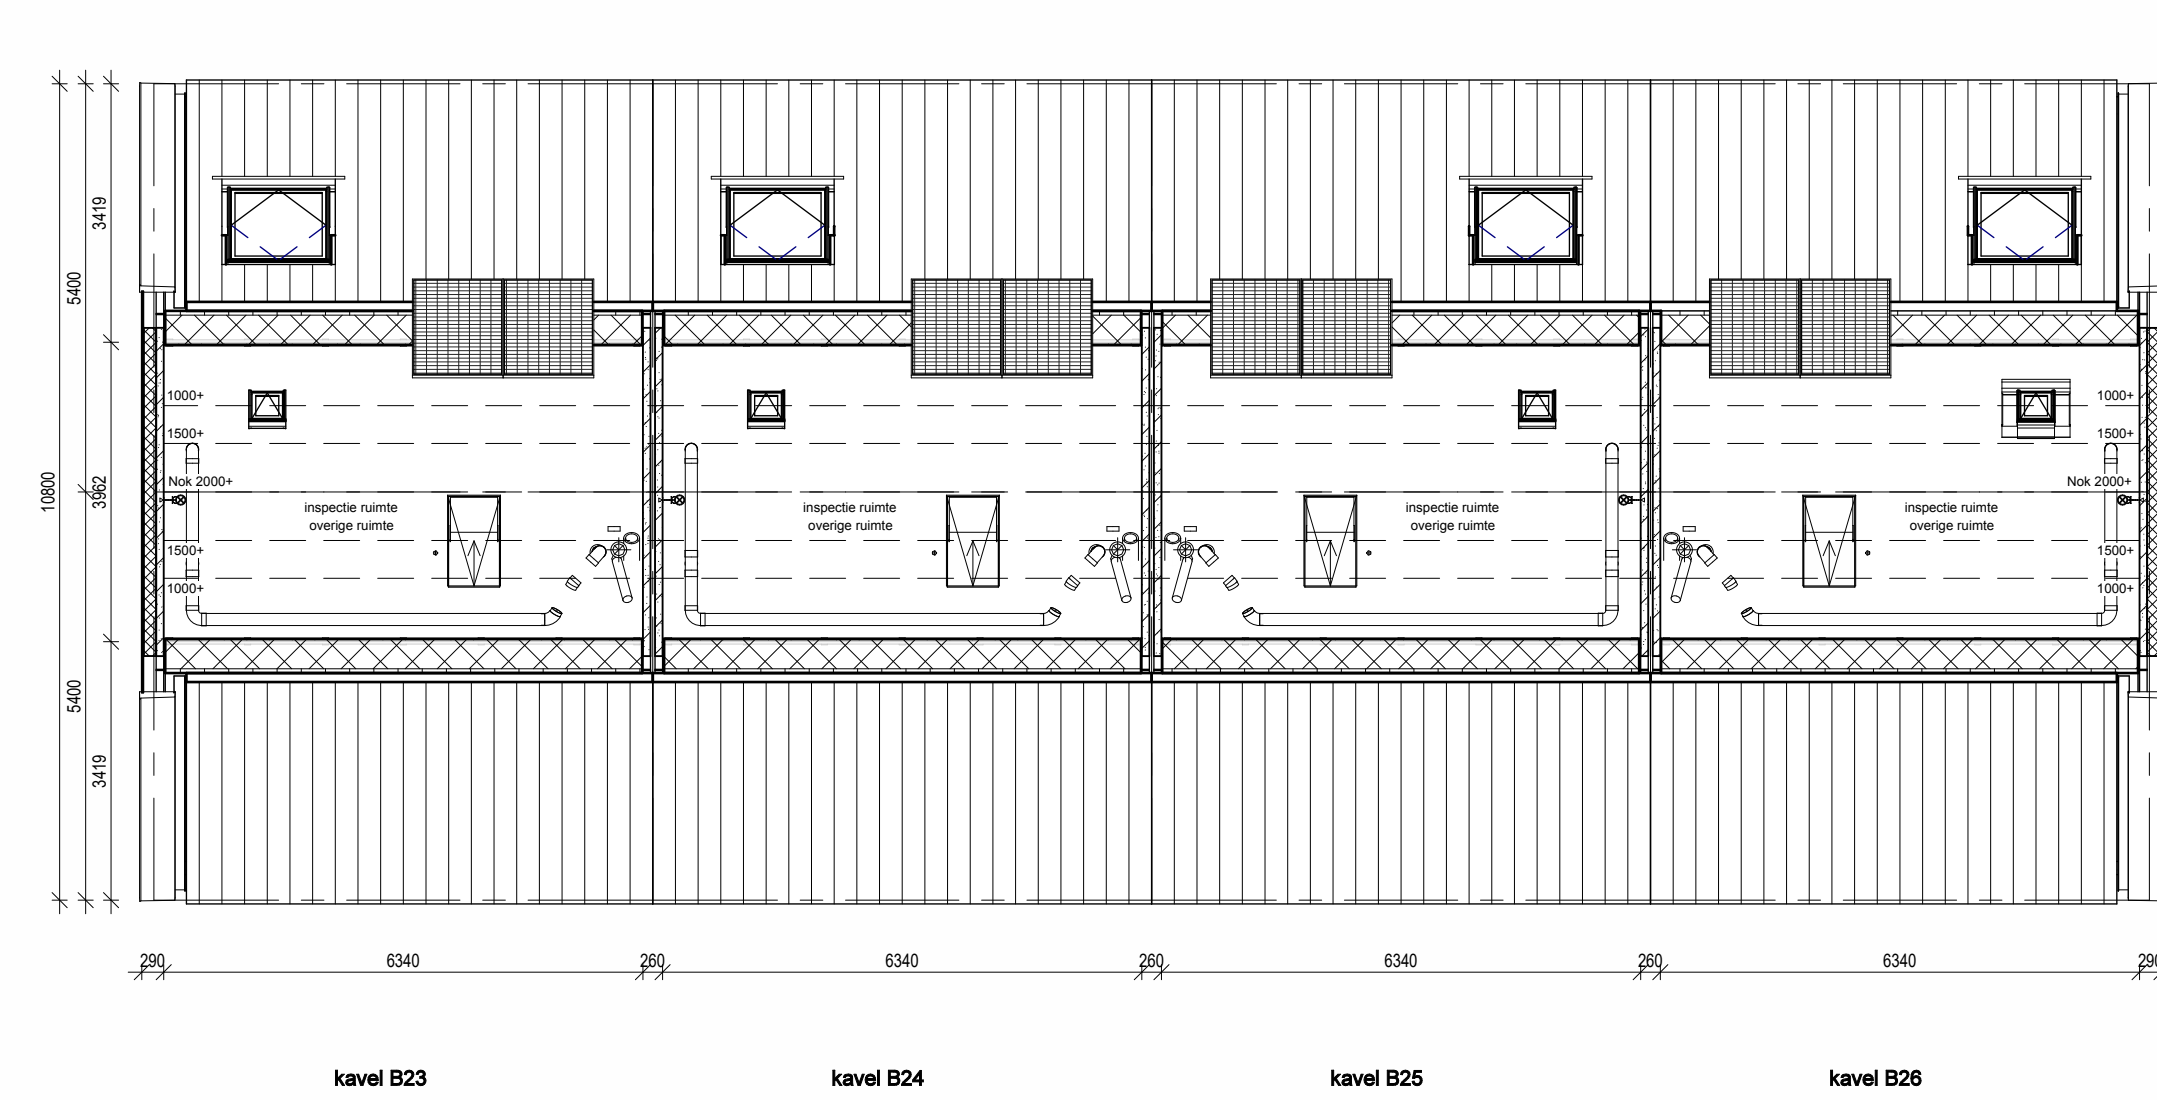 3419
5400
10800
3962
5400
3419
1000+
1500+
Nok 2000+
1500+
1000+
inspectie ruimte
overige ruimte
inspectie ruimte
overige ruimte
inspectie ruimte
overige ruimte
inspectie ruimte
overige ruimte
1000+
1500+
Nok 2000+
1500+
1000+
290 6340 260 6340 260 6340 260 6340 290
kavel B23 kavel B24 kavel B25 kavel B26